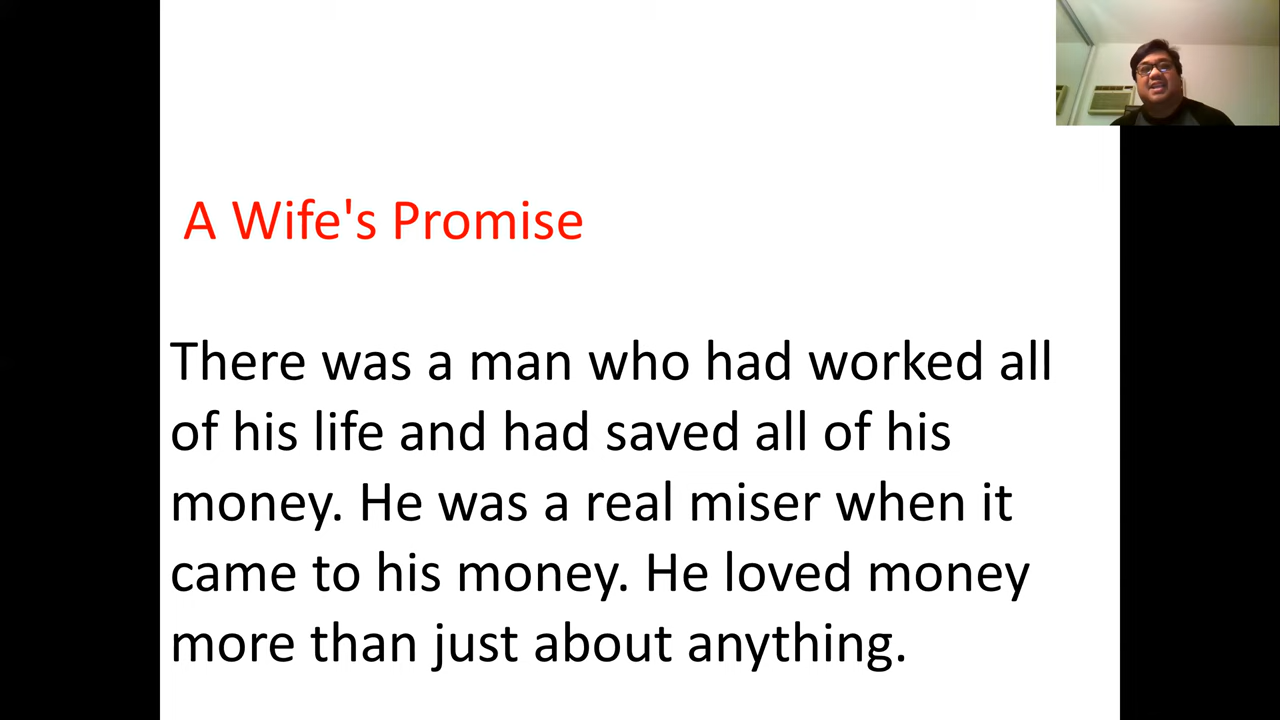 A Wife's Promise
There was a man who had worked all
of his life and had saved all of his
money. He was a real miser when it
came to his money. He loved money
more than just about anything.